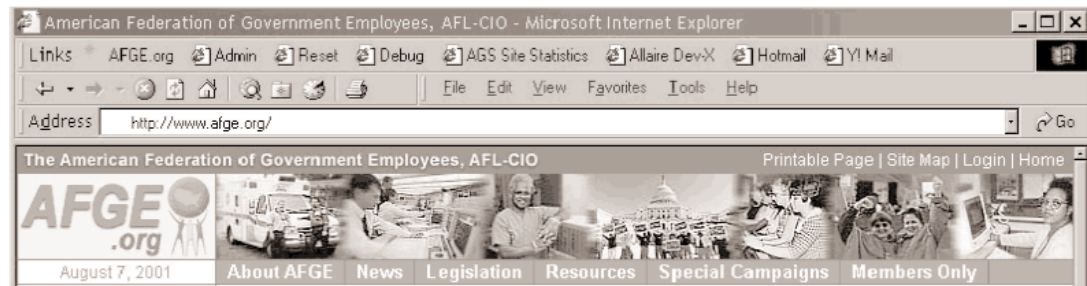 American Federation of Government Employees, AFL-CIO - Microsoft Internet Explorer
Links AFGE.org Admin Reset Debug AGS Site Statistics Allaire Dev-X Hotmail Y! Mail
File Edit View Favorites Tools Help
Address http://www.afge.org/ Go
The American Federation of Government Employees, AFL-CIO Printable Page | Site Map | Login | Home
AFGE
.org
August 7, 2001 About AFGE News Legislation Resources Special Campaigns Members Only